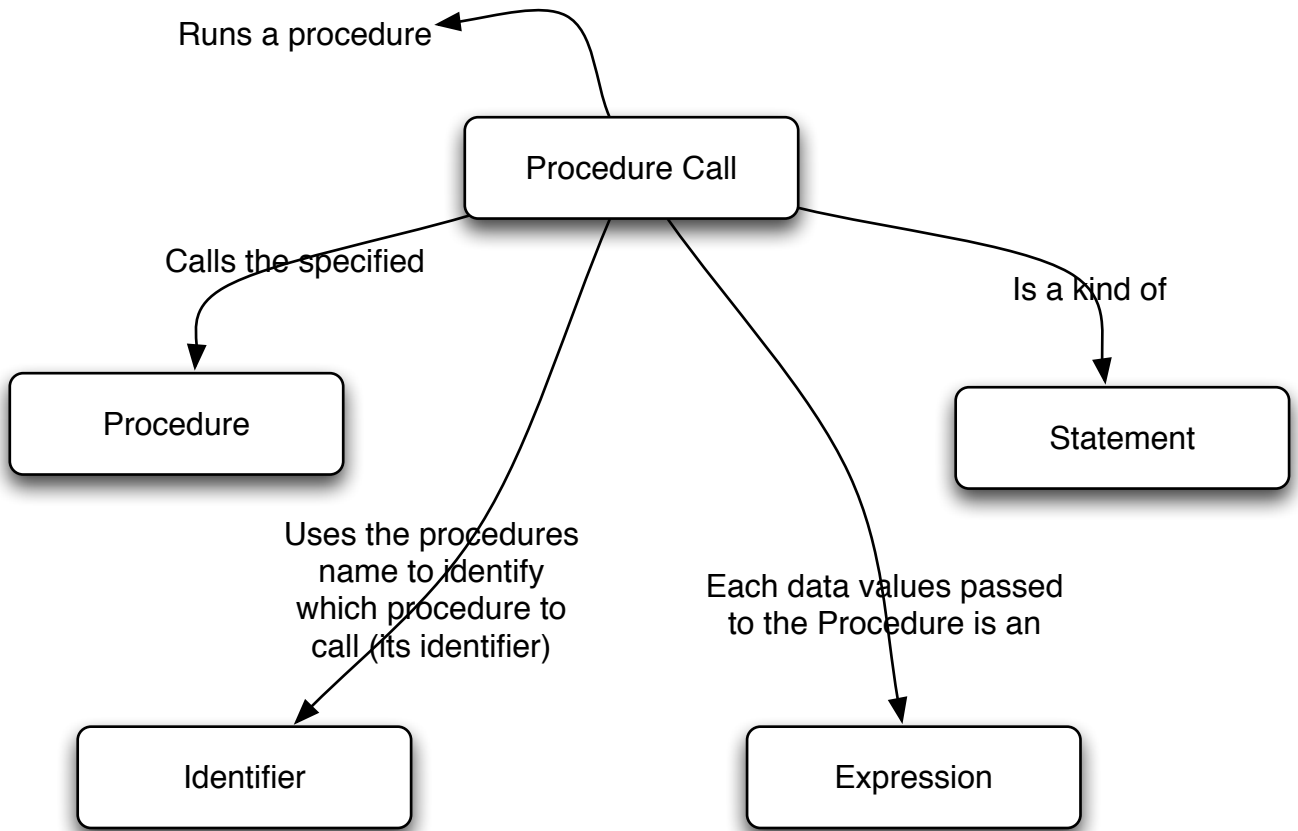 Runs a procedure
Procedure Call
Calls the specified
Is a kind of
Procedure
Statement
Uses the procedures
name to identify
which procedure to
call (its identifier)
Each data values passed
to the Procedure is an
Identifier
Expression